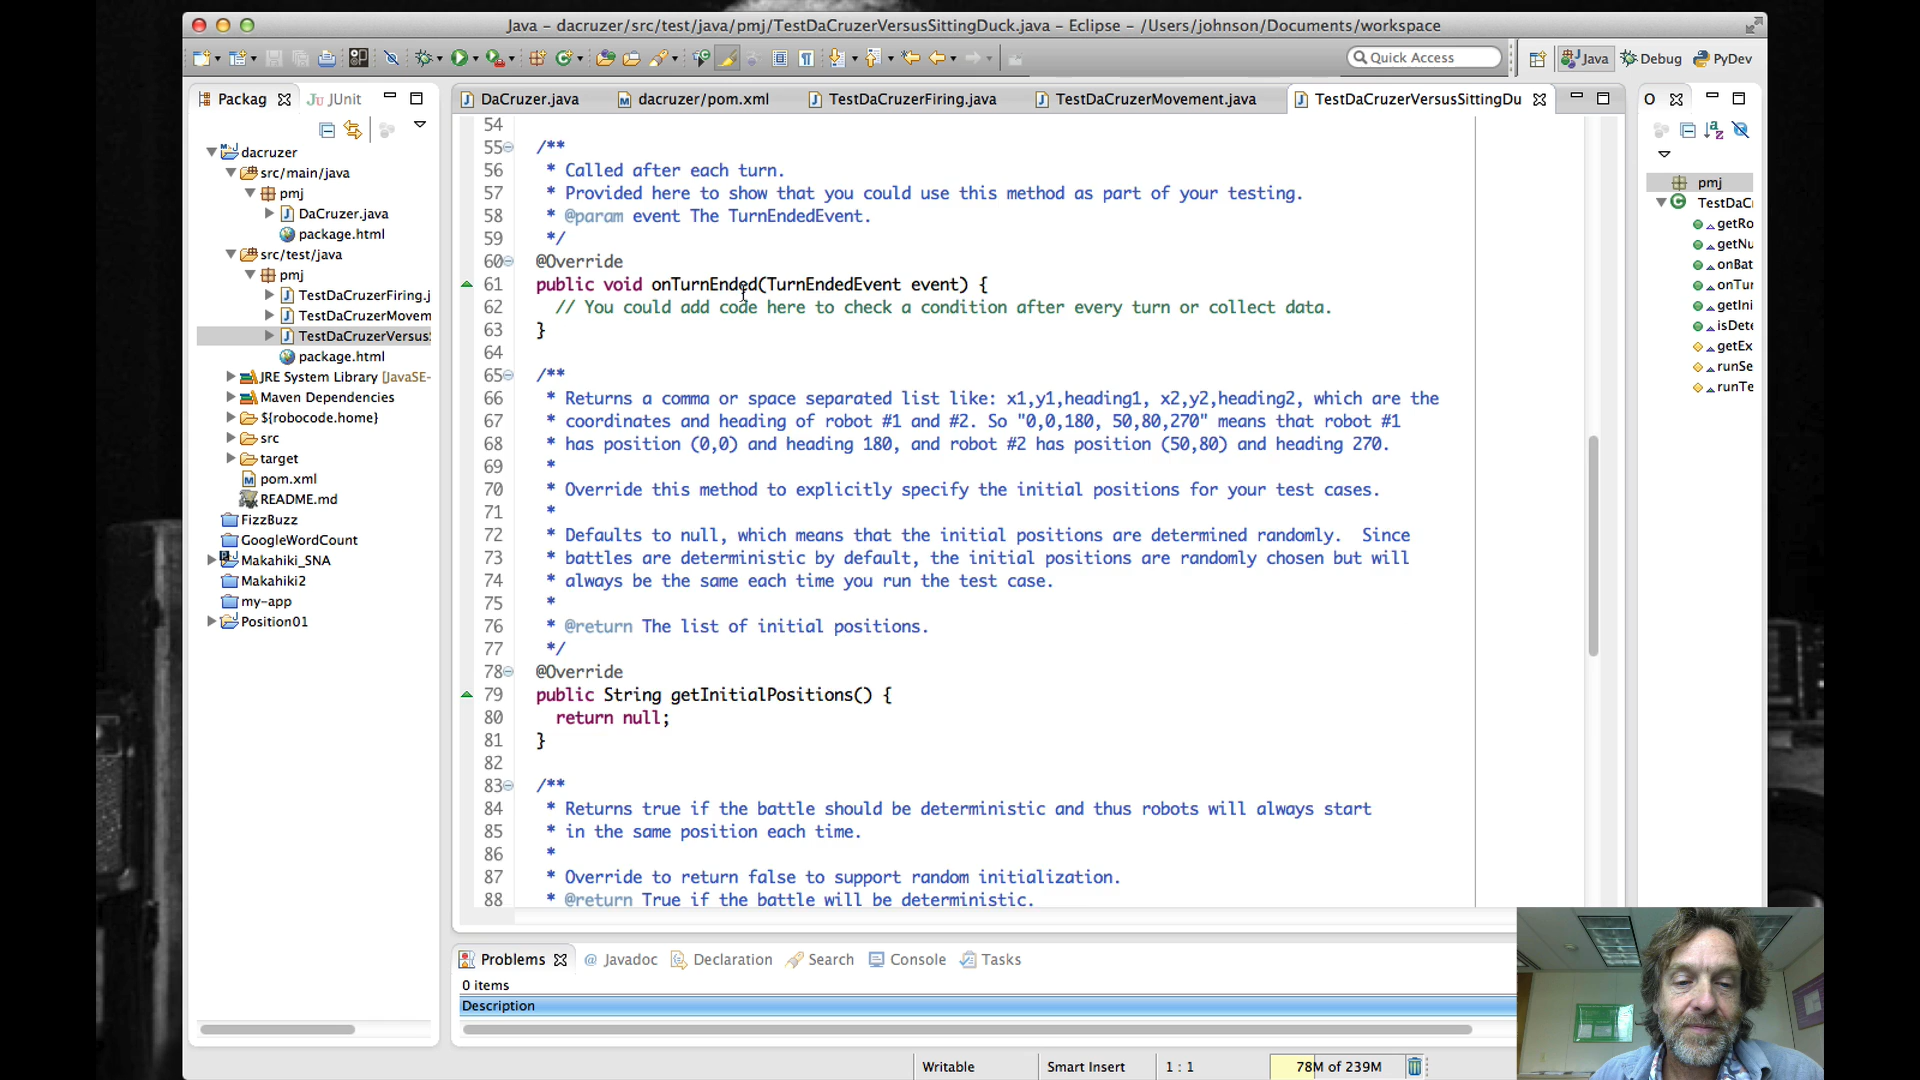 Java – dacruzer/src/test/java/pmj/TestDaCruzerVersusSittingDuck.java – Eclipse – /Users/johnson/Documents/workspace
Quick Access
Java
Debug
PyDev
Packag
JUnit
DaCruzer.java
dacruzer/pom.xml
TestDaCruzerFiring.java
TestDaCruzerMovement.java
TestDaCruzerVersusSittingDu
O
dacruzer
src/main/java
pmj
DaCruzer.java
package.html
src/test/java
pmj
TestDaCruzerFiring.j
TestDaCruzerMovem
TestDaCruzerVersus
package.html
JRE System Library [JavaSE-
Maven Dependencies
${robocode.home}
src
target
pom.xml
README.md
FizzBuzz
GoogleWordCount
Makahiki_SNA
Makahiki2
my-app
Position01
54
55 /**
56 * Called after each turn.
57 * Provided here to show that you could use this method as part of your testing.
58 * @param event The TurnEndedEvent.
59 */
60 @Override
61 public void onTurnEnded(TurnEndedEvent event) {
62 // You could add code here to check a condition after every turn or collect data.
63 }
64
65 /**
66 * Returns a comma or space separated list like: x1,y1,heading1, x2,y2,heading2, which are the
67 * coordinates and heading of robot #1 and #2. So "0,0,180, 50,80,270" means that robot #1
68 * has position (0,0) and heading 180, and robot #2 has position (50,80) and heading 270.
69 *
70 * Override this method to explicitly specify the initial positions for your test cases.
71 *
72 * Defaults to null, which means that the initial positions are determined randomly.  Since
73 * battles are deterministic by default, the initial positions are randomly chosen but will
74 * always be the same each time you run the test case.
75 *
76 * @return The list of initial positions.
77 */
78 @Override
79 public String getInitialPositions() {
80 return null;
81 }
82
83 /**
84 * Returns true if the battle should be deterministic and thus robots will always start
85 * in the same position each time.
86 *
87 * Override to return false to support random initialization.
88 * @return True if the battle will be deterministic.
pmj
TestDaC
getRo
getNu
onBat
onTur
getIni
isDete
getEx
runSe
runTe
Problems
@ Javadoc
Declaration
Search
Console
Tasks
0 items
Description
Writable
Smart Insert
1 : 1
78M of 239M